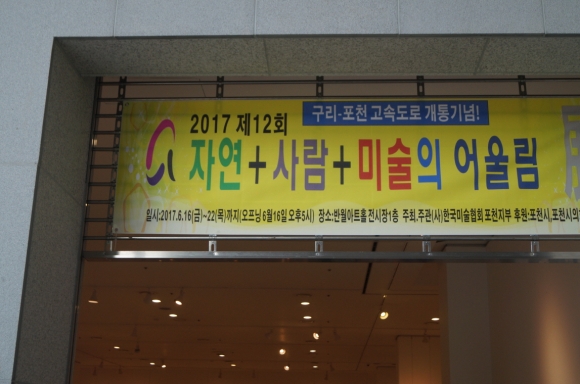 구리-포천 고속도로 개통기념!
2017 제12회
자연+사람+미술의 어울림
일시:2017.6.16(금)~22(목)까지(오프닝 6월16일 오후5시) 장소:반월아트홀 전시장1층 주최.주관(사)한국미술협회 포천지부 후원·포천시,포천시의